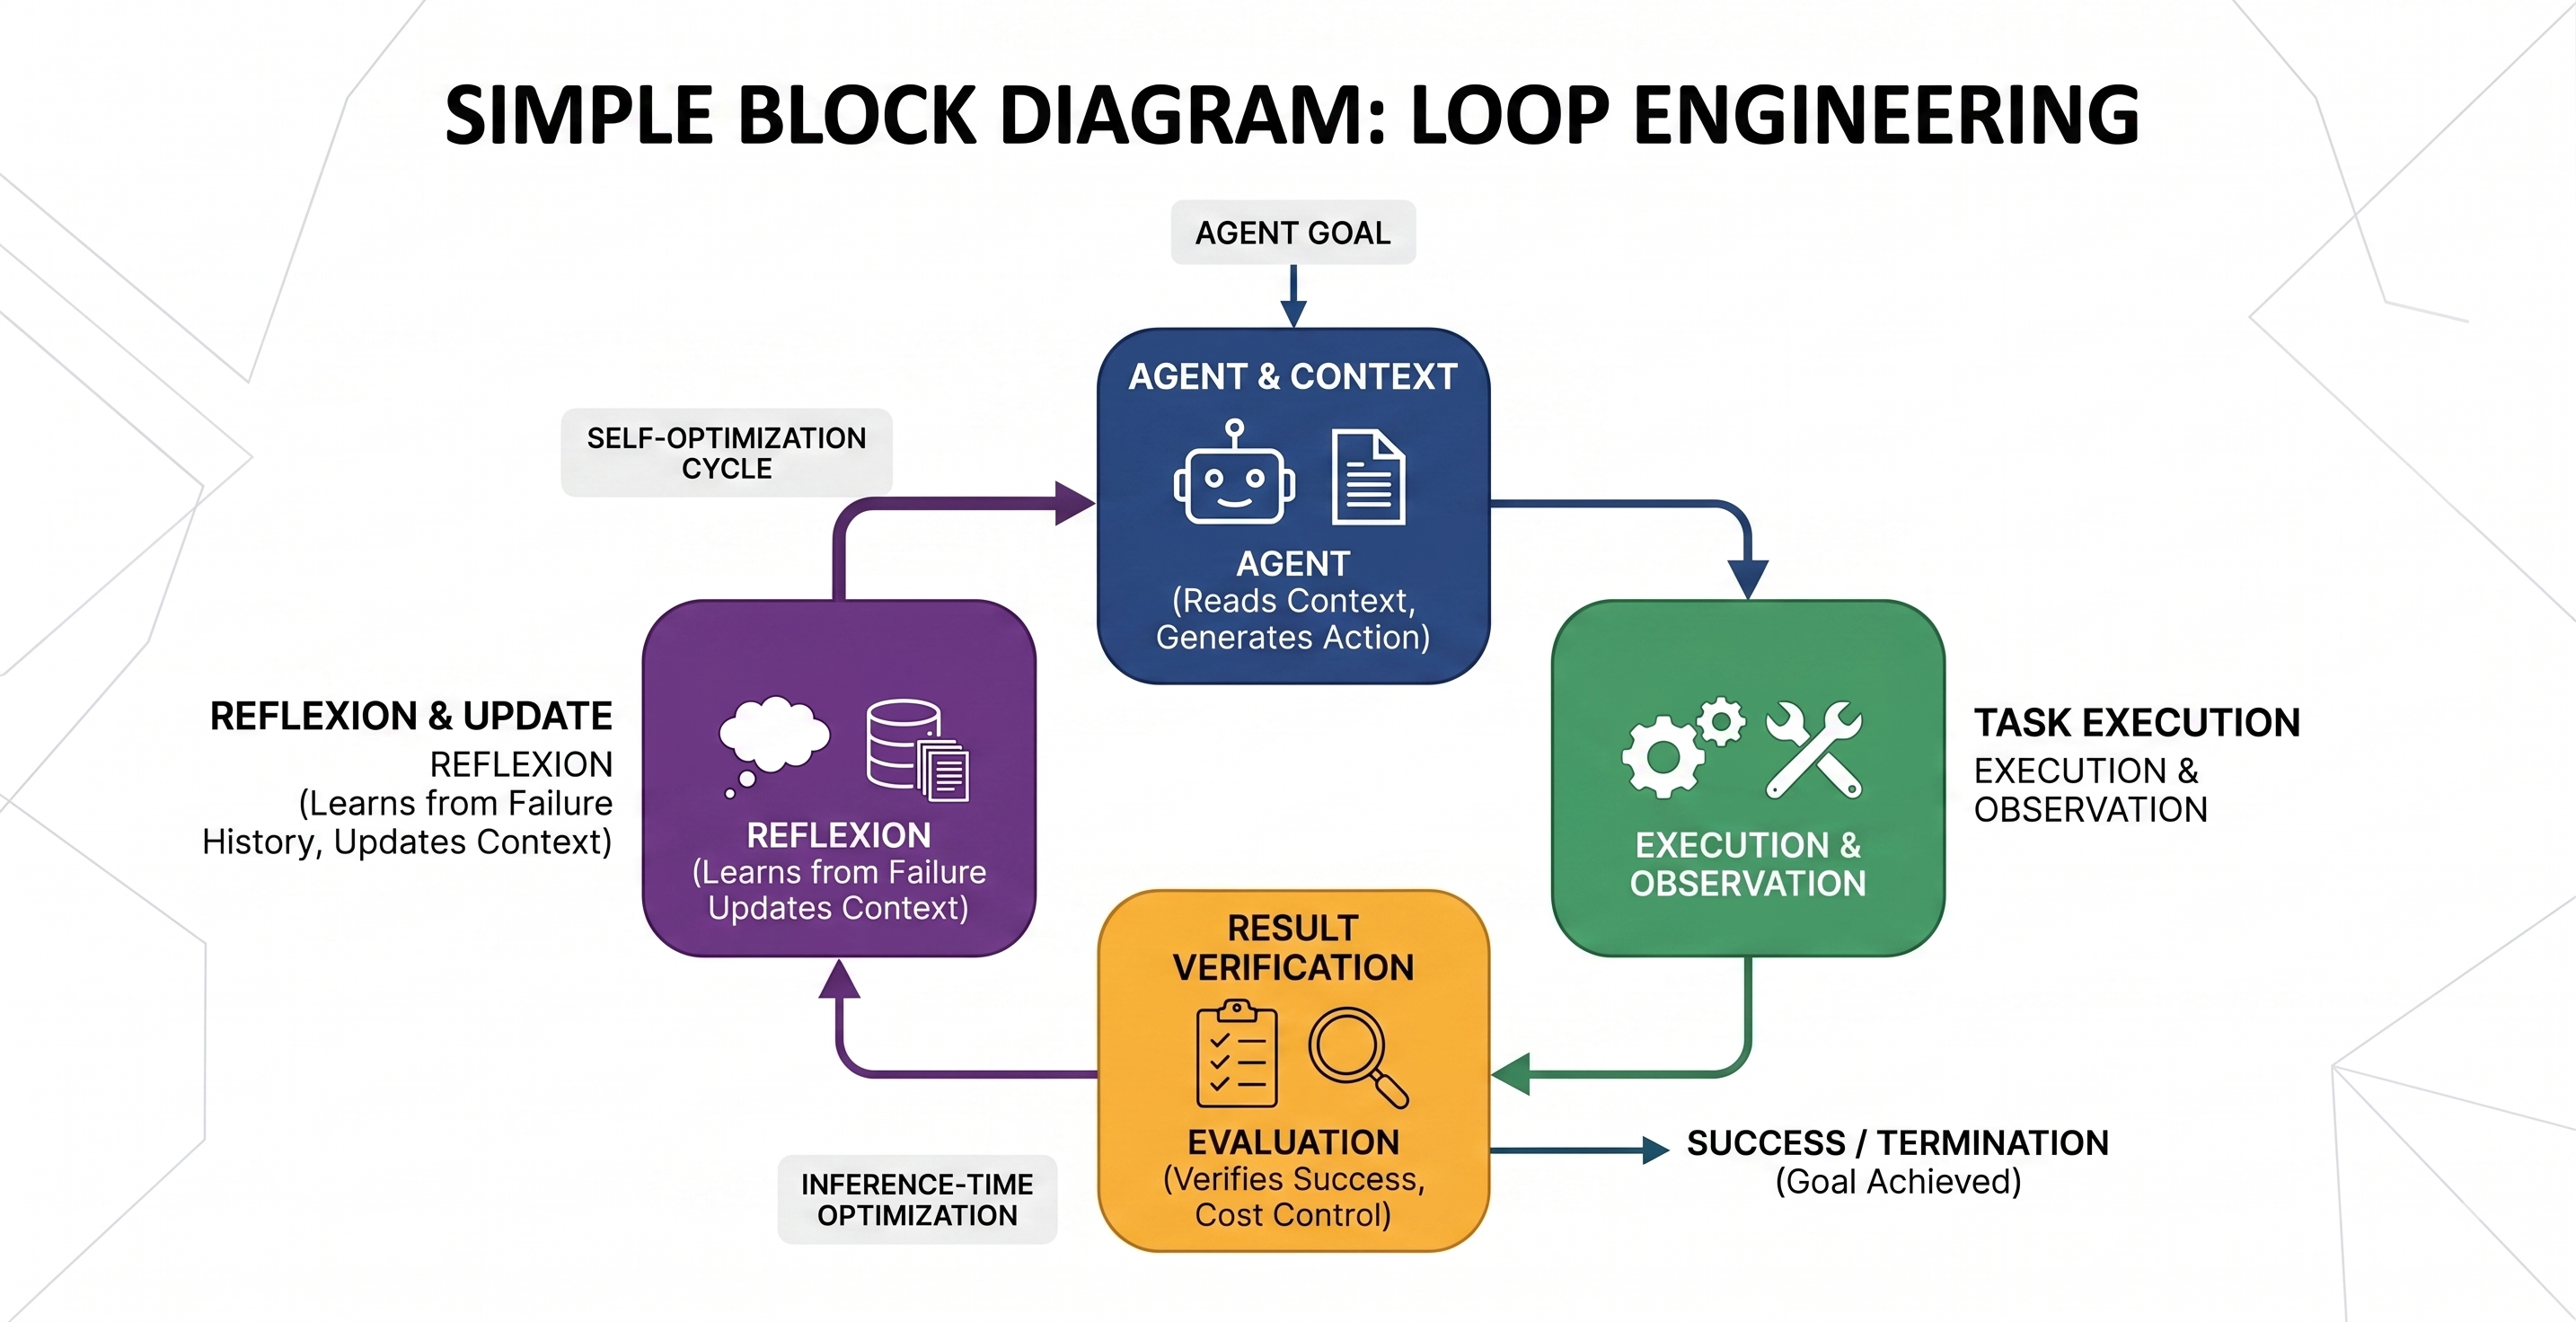 SIMPLE BLOCK DIAGRAM: LOOP ENGINEERING
AGENT GOAL
AGENT & CONTEXT
AGENT
(Reads Context,
Generates Action)
SELF-OPTIMIZATION
CYCLE
REFLEXION & UPDATE
REFLEXION
(Learns from Failure
History, Updates Context)
REFLEXION
(Learns from Failure
Updates Context)
EXECUTION &
OBSERVATION
TASK EXECUTION
EXECUTION &
OBSERVATION
RESULT
VERIFICATION
EVALUATION
(Verifies Success,
Cost Control)
INFERENCE-TIME
OPTIMIZATION
SUCCESS / TERMINATION
(Goal Achieved)